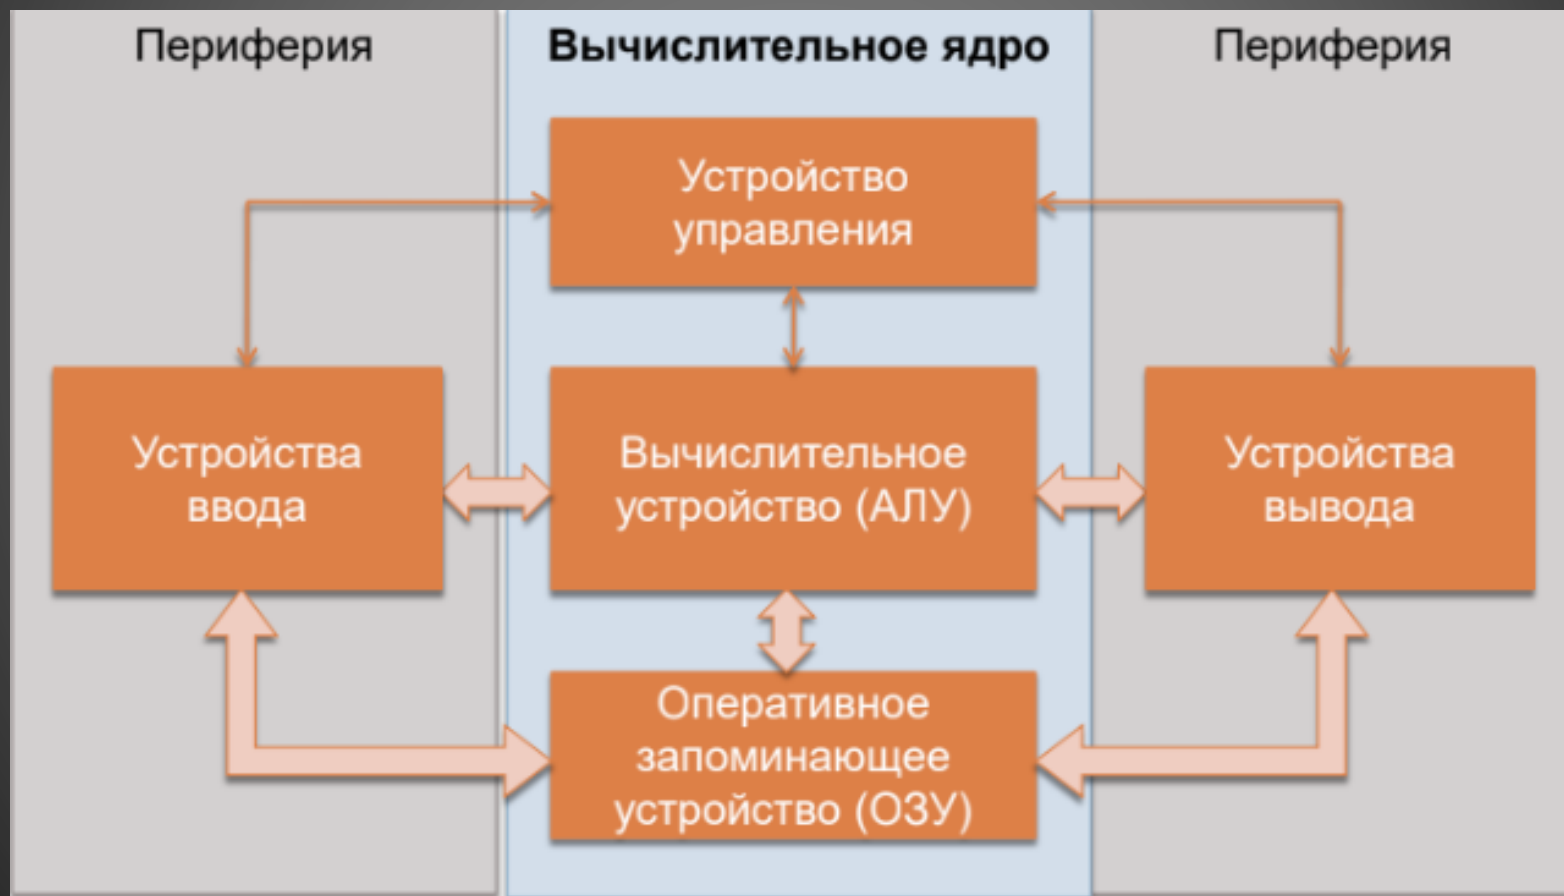 Периферия
Вычислительное ядро
Периферия
Устройство
управления
Устройства
ввода
Вычислительное
устройство (АЛУ)
Устройства
вывода
Оперативное
запоминающее
устройство (ОЗУ)